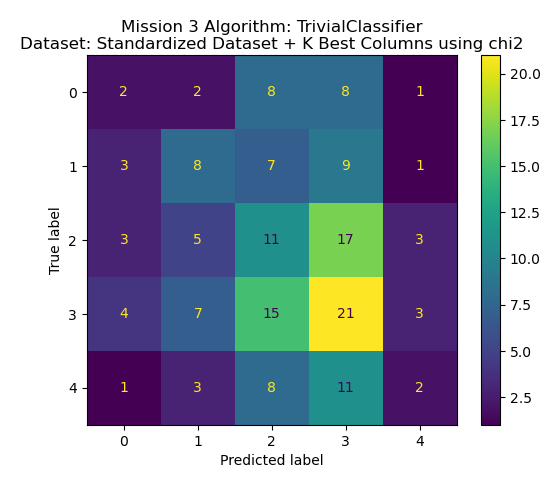 Mission 3 Algorithm: TrivialClassifier
Dataset: Standardized Dataset + K Best Columns using chi2
True label
0 2 2 8 8 1
1 3 8 7 9 1
2 3 5 11 17 3
3 4 7 15 21 3
4 1 3 8 11 2
0 1 2 3 4
Predicted label
20.0
17.5
15.0
12.5
10.0
7.5
5.0
2.5